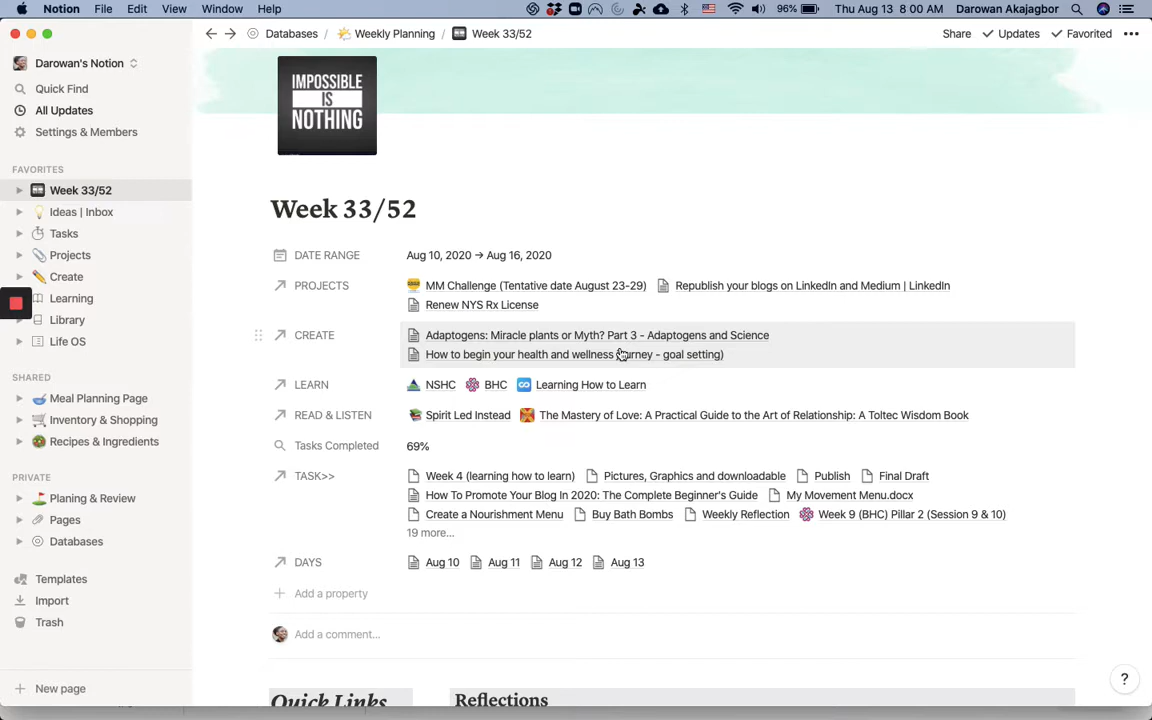 Notion File Edit View Window Help 96% Thu Aug 13 8:00 AM Darowan Akajagbor
Databases / Weekly Planning / Week 33/52 Share Updates Favorited
Darowan's Notion
Quick Find
All Updates
Settings & Members
FAVORITES
Week 33/52
Ideas | Inbox
Tasks
Projects
Create
Learning
Library
Life OS
SHARED
Meal Planning Page
Inventory & Shopping
Recipes & Ingredients
PRIVATE
Planing & Review
Pages
Databases
Templates
Import
Trash
New page
IMPOSSIBLE
IS
NOTHING
Week 33/52
DATE RANGE Aug 10, 2020 → Aug 16, 2020
PROJECTS MM Challenge (Tentative date August 23-29) Republish your blogs on LinkedIn and Medium | LinkedIn
Renew NYS Rx License
CREATE Adaptogens: Miracle plants or Myth? Part 3 - Adaptogens and Science
How to begin your health and wellness journey - goal setting)
LEARN NSHC BHC Learning How to Learn
READ & LISTEN Spirit Led Instead The Mastery of Love: A Practical Guide to the Art of Relationship: A Toltec Wisdom Book
Tasks Completed 69%
TASK>> Week 4 (learning how to learn) Pictures, Graphics and downloadable Publish Final Draft
How To Promote Your Blog In 2020: The Complete Beginner's Guide My Movement Menu.docx
Create a Nourishment Menu Buy Bath Bombs Weekly Reflection Week 9 (BHC) Pillar 2 (Session 9 & 10)
19 more...
DAYS Aug 10 Aug 11 Aug 12 Aug 13
Add a property
Add a comment...
Quick Links Reflections
?